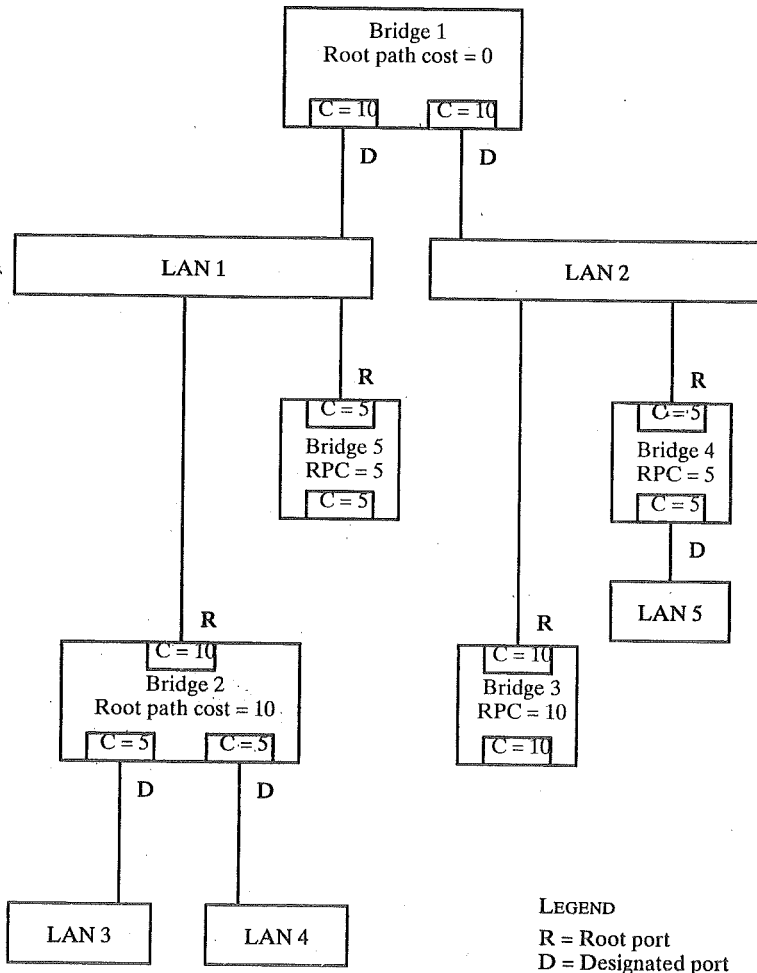 Bridge 1
Root path cost = 0
C = 10
C = 10
D
D
LAN 1
LAN 2
R
R
C = 5
Bridge 5
RPC = 5
C = 5
C = 5
Bridge 4
RPC = 5
C = 5
D
LAN 5
R
R
C = 10
Bridge 2
Root path cost = 10
C = 5
C = 5
C = 10
Bridge 3
RPC = 10
C = 10
D
D
LAN 3
LAN 4
LEGEND
R = Root port
D = Designated port